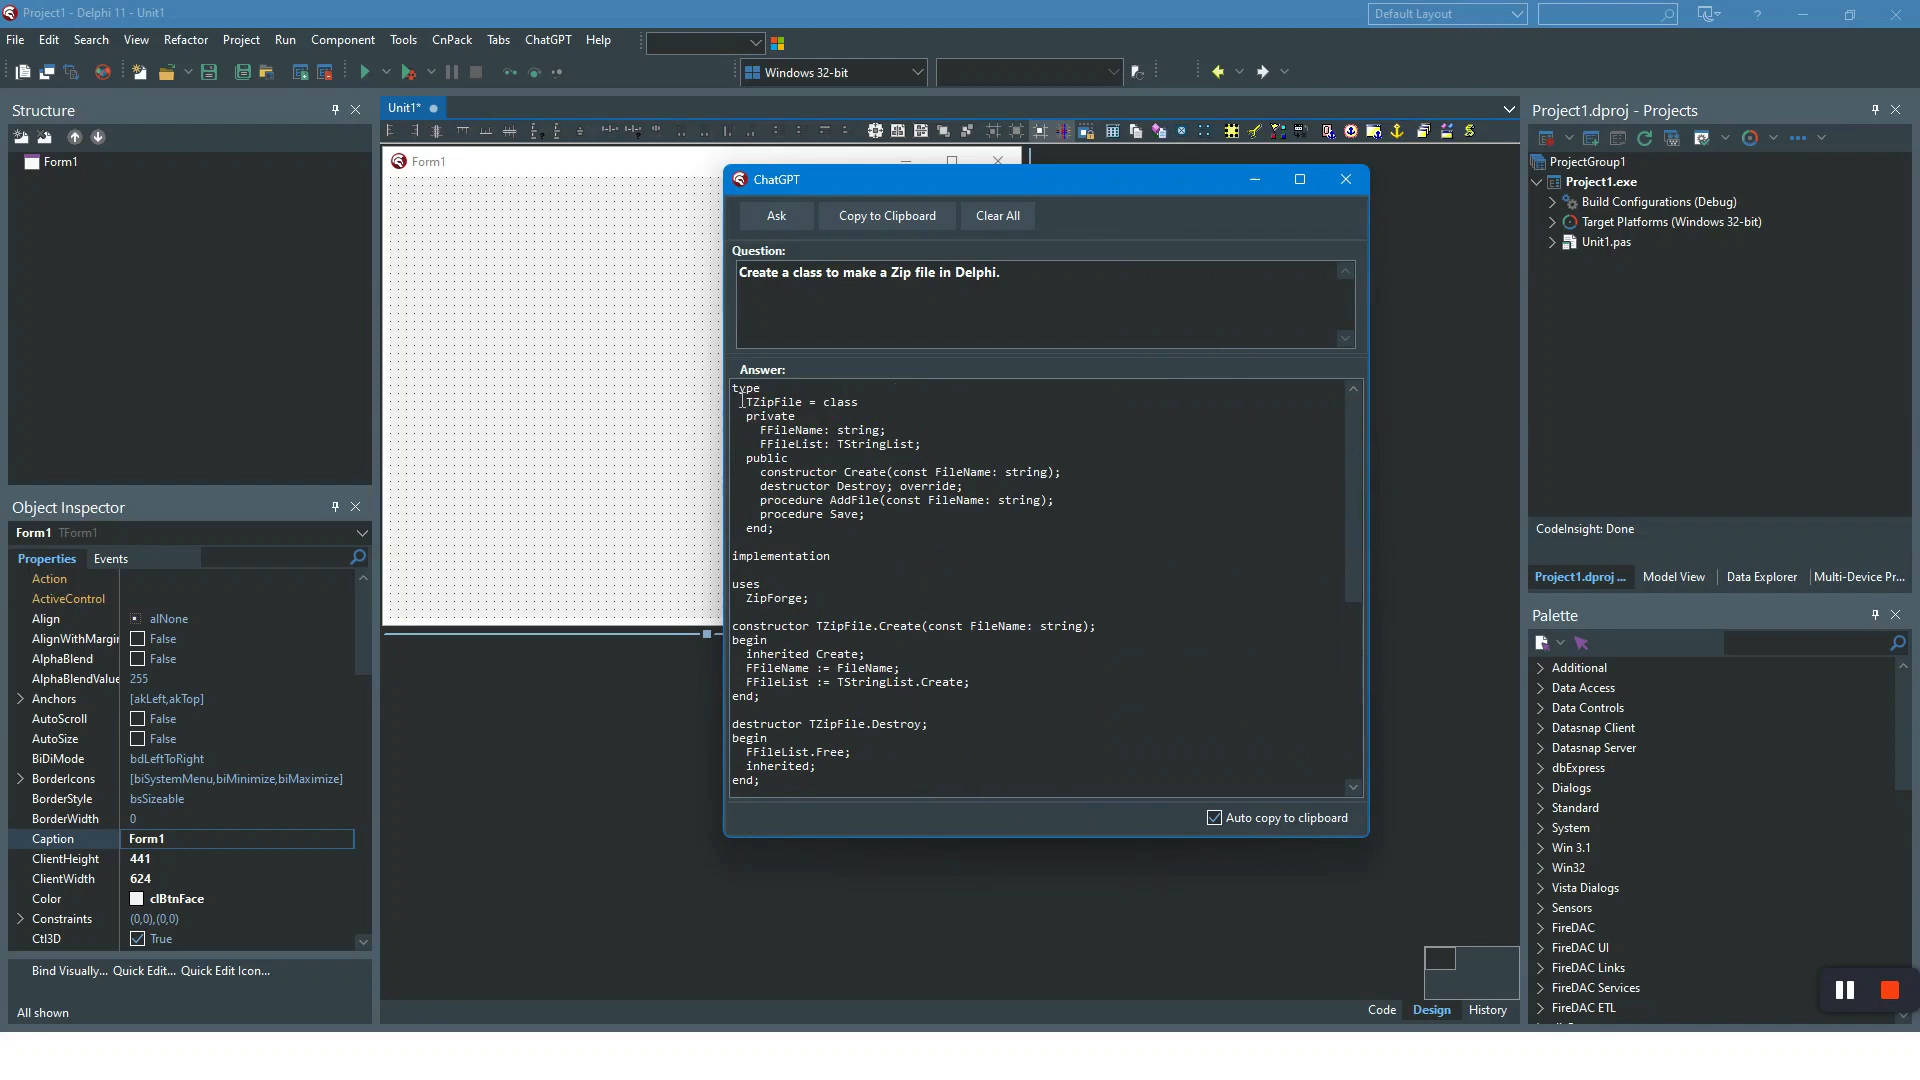 Project1 - Delphi 11 - Unit1
Default Layout
?
File Edit Search View Refactor Project Run Component Tools CnPack Tabs ChatGPT Help
Windows 32-bit
Structure
Form1
Object Inspector
Form1 TForm1
Properties Events
Action
ActiveControl
Align alNone
AlignWithMargin False
AlphaBlend False
AlphaBlendValue 255
Anchors [akLeft,akTop]
AutoScroll False
AutoSize False
BiDiMode bdLeftToRight
BorderIcons [biSystemMenu,biMinimize,biMaximize]
BorderStyle bsSizeable
BorderWidth 0
Caption Form1
ClientHeight 441
ClientWidth 624
Color clBtnFace
Constraints (0,0),(0,0)
Ctl3D True
Bind Visually... Quick Edit... Quick Edit Icon...
All shown
Unit1*
Form1
ChatGPT
Ask Copy to Clipboard Clear All
Question:
Create a class to make a Zip file in Delphi.
Answer:
type
TZipFile = class
private
FFileName: string;
FFileList: TStringList;
public
constructor Create(const FileName: string);
destructor Destroy; override;
procedure AddFile(const FileName: string);
procedure Save;
end;
implementation
uses
ZipForge;
constructor TZipFile.Create(const FileName: string);
begin
inherited Create;
FFileName := FileName;
FFileList := TStringList.Create;
end;
destructor TZipFile.Destroy;
begin
FFileList.Free;
inherited;
end;
Auto copy to clipboard
Code Design History
Project1.dproj - Projects
ProjectGroup1
Project1.exe
Build Configurations (Debug)
Target Platforms (Windows 32-bit)
Unit1.pas
CodeInsight: Done
Project1.dproj ... Model View Data Explorer Multi-Device Pr...
Palette
Additional
Data Access
Data Controls
Datasnap Client
Datasnap Server
dbExpress
Dialogs
Standard
System
Win 3.1
Win32
Vista Dialogs
Sensors
FireDAC
FireDAC UI
FireDAC Links
FireDAC Services
FireDAC ETL